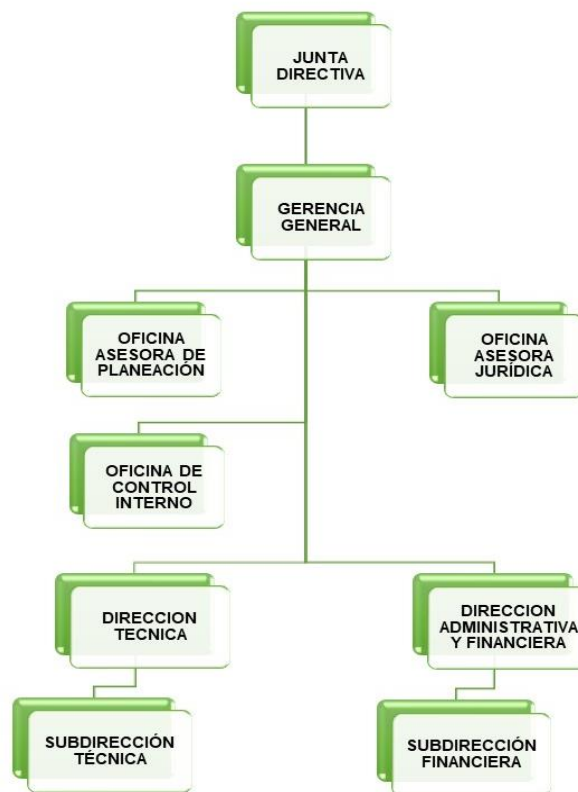 JUNTA
DIRECTIVA
GERENCIA
GENERAL
OFICINA
ASESORA DE
PLANEACIÓN
OFICINA
ASESORA
JURÍDICA
OFICINA DE
CONTROL
INTERNO
DIRECCION
TECNICA
DIRECCION
ADMINISTRATIVA
Y FINANCIERA
SUBDIRECCIÓN
TÉCNICA
SUBDIRECCIÓN
FINANCIERA